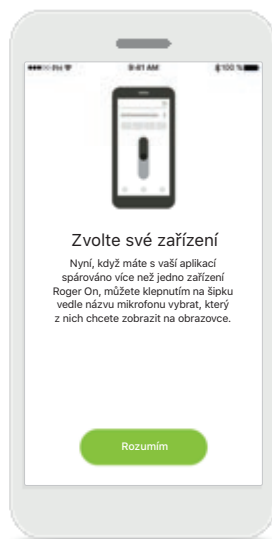 9:41 AM
100 %
Zvolte své zařízení
Nyní, když máte s vaší aplikací
spárováno více než jedno zařízení
Roger On, můžete klepnutím na šipku
vedle názvu mikrofonu vybrat, který
z nich chcete zobrazit na obrazovce.
Rozumím